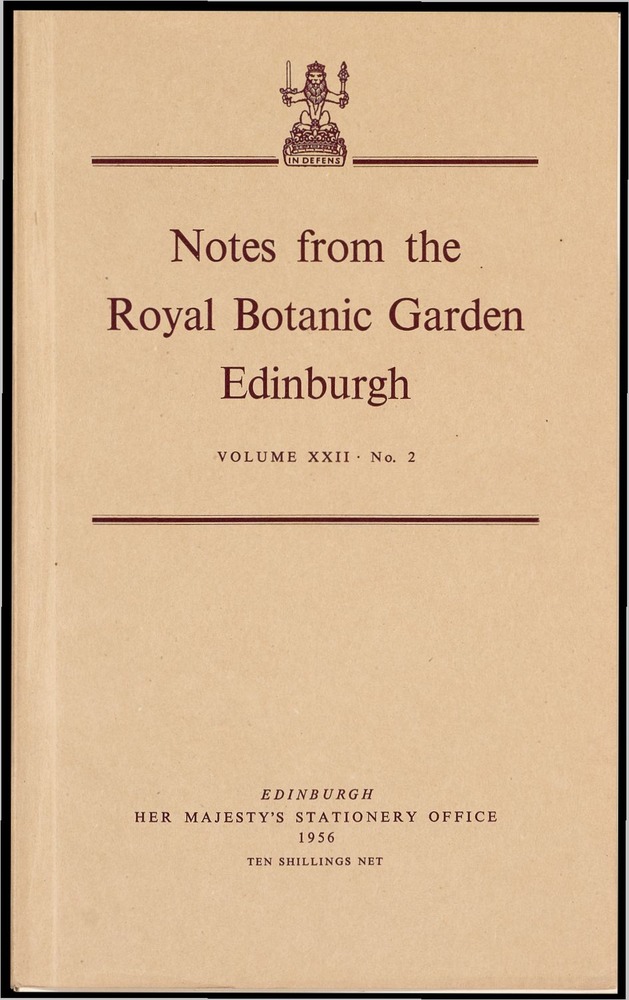 IN DEFENS
Notes from the
Royal Botanic Garden
Edinburgh
VOLUME XXII · No. 2
EDINBURGH
HER MAJESTY'S STATIONERY OFFICE
1956
TEN SHILLINGS NET